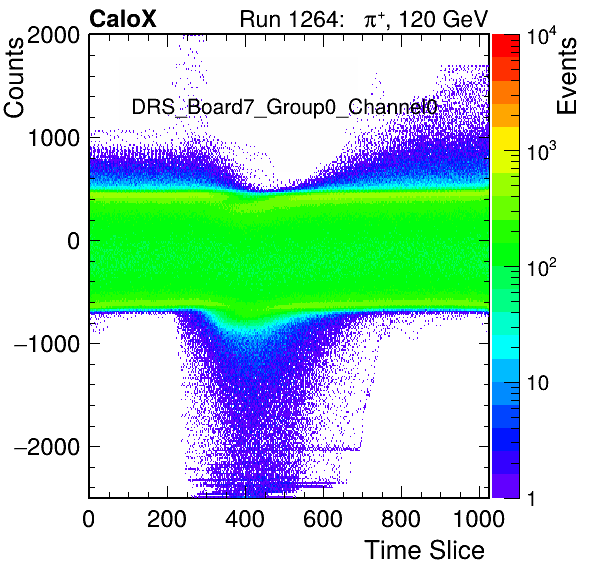 CaloX Run 1264: π⁺, 120 GeV
DRS_Board7_Group0_Channel0
Counts
2000
1000
0
−1000
−2000
0 200 400 600 800 1000
Time Slice
Events
10⁴
10³
10²
10
1